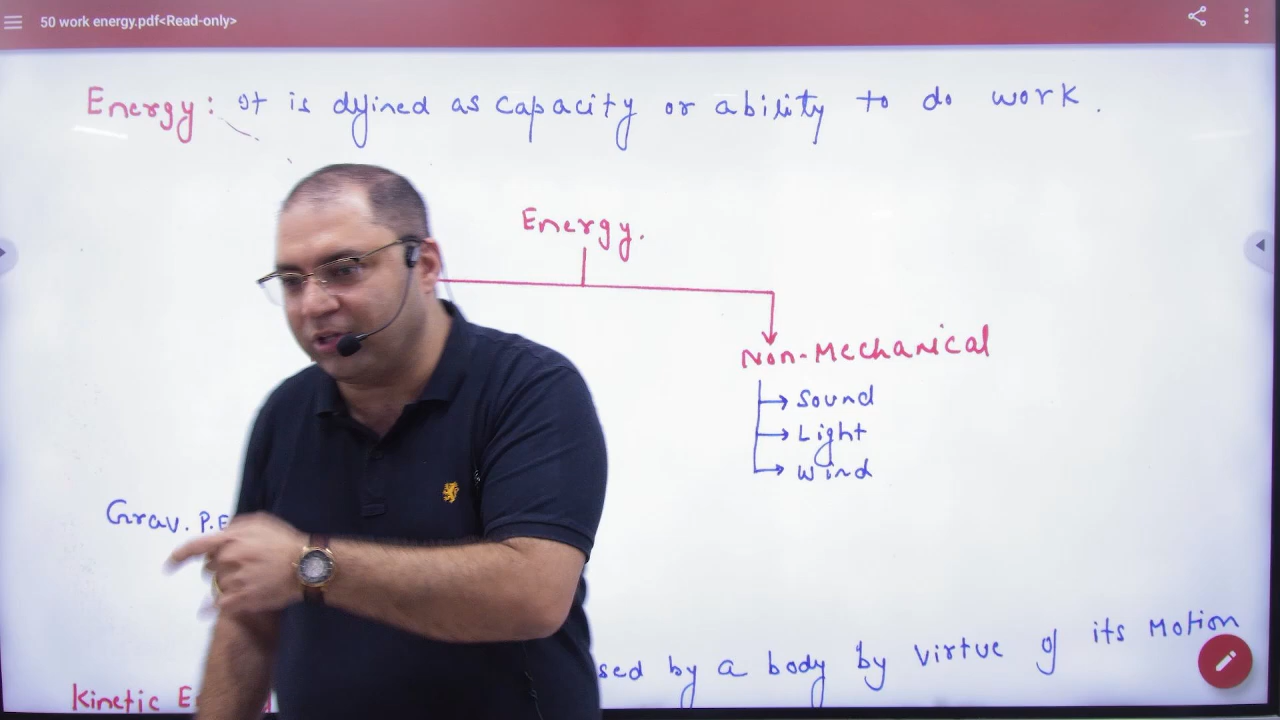 50 work energy.pdf<Read-only>
Energy: It is defined as capacity or ability to do work.
Energy.
Non-Mechanical
Sound
Light
Wind
Grav. P.E
sed by a body by virtue of its Motion
Kinetic E